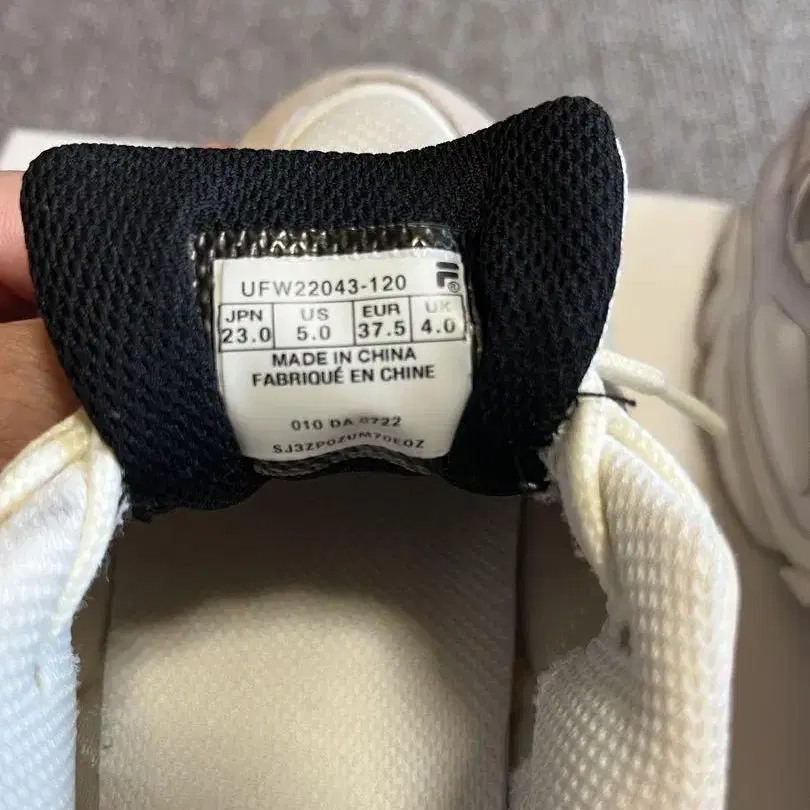 UFW22043-120
JPN US EUR UK
23.0 5.0 37.5 4.0
MADE IN CHINA
FABRIQUÉ EN CHINE
010 DA 0722